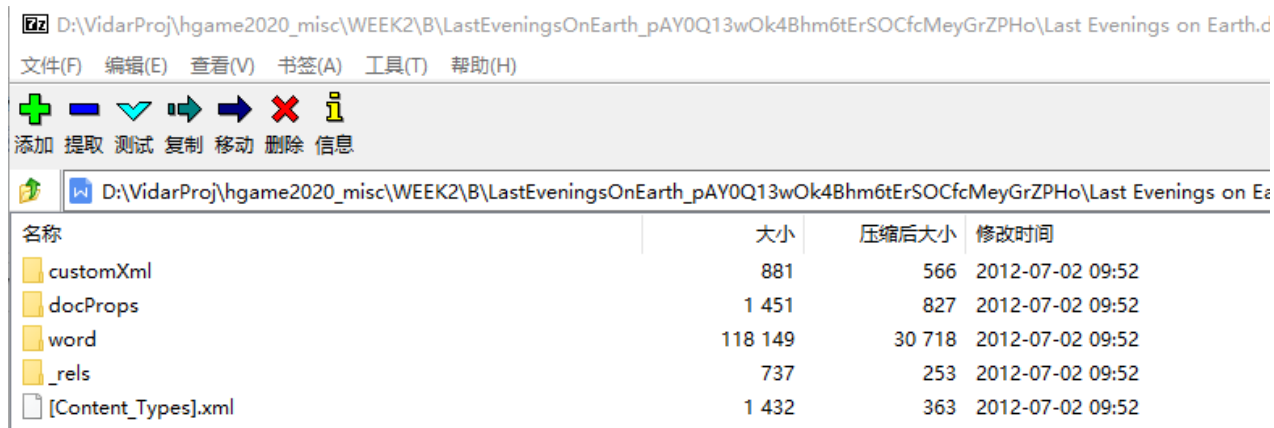 D:\VidarProj\hgame2020_misc\WEEK2\B\LastEveningsOnEarth_pAY0Q13wOk4Bhm6tErSOCfcMeyGrZPHo\Last Evenings on Earth.d
文件(F) 编辑(E) 查看(V) 书签(A) 工具(T) 帮助(H)
添加 提取 测试 复制 移动 删除 信息
D:\VidarProj\hgame2020_misc\WEEK2\B\LastEveningsOnEarth_pAY0Q13wOk4Bhm6tErSOCfcMeyGrZPHo\Last Evenings on Ea
名称 大小 压缩后大小 修改时间
customXml 881 566 2012-07-02 09:52
docProps 1 451 827 2012-07-02 09:52
word 118 149 30 718 2012-07-02 09:52
_rels 737 253 2012-07-02 09:52
[Content_Types].xml 1 432 363 2012-07-02 09:52